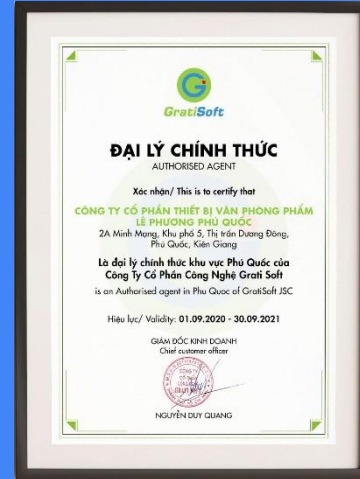 GratiSoft
ĐẠI LÝ CHÍNH THỨC
AUTHORISED AGENT
Xác nhận/ This is to certify that
CÔNG TY CỔ PHẦN THIẾT BỊ VĂN PHÒNG PHẨM
LÊ PHƯƠNG PHÚ QUỐC
2A Minh Mạng, Khu phố 5, Thị trấn Dương Đông,
Phú Quốc, Kiên Giang
Là đại lý chính thức khu vực Phú Quốc của
Công Ty Cổ Phần Công Nghệ Grati Soft
is an Authorised agent in Phu Quoc of GratiSoft JSC
Hiệu lực/ Validity: 01.09.2020 - 30.09.2021
GIÁM ĐỐC KINH DOANH
Chief customer officer
CÔNG TY
CỔ PHẦN
NGUYỄN DUY QUANG